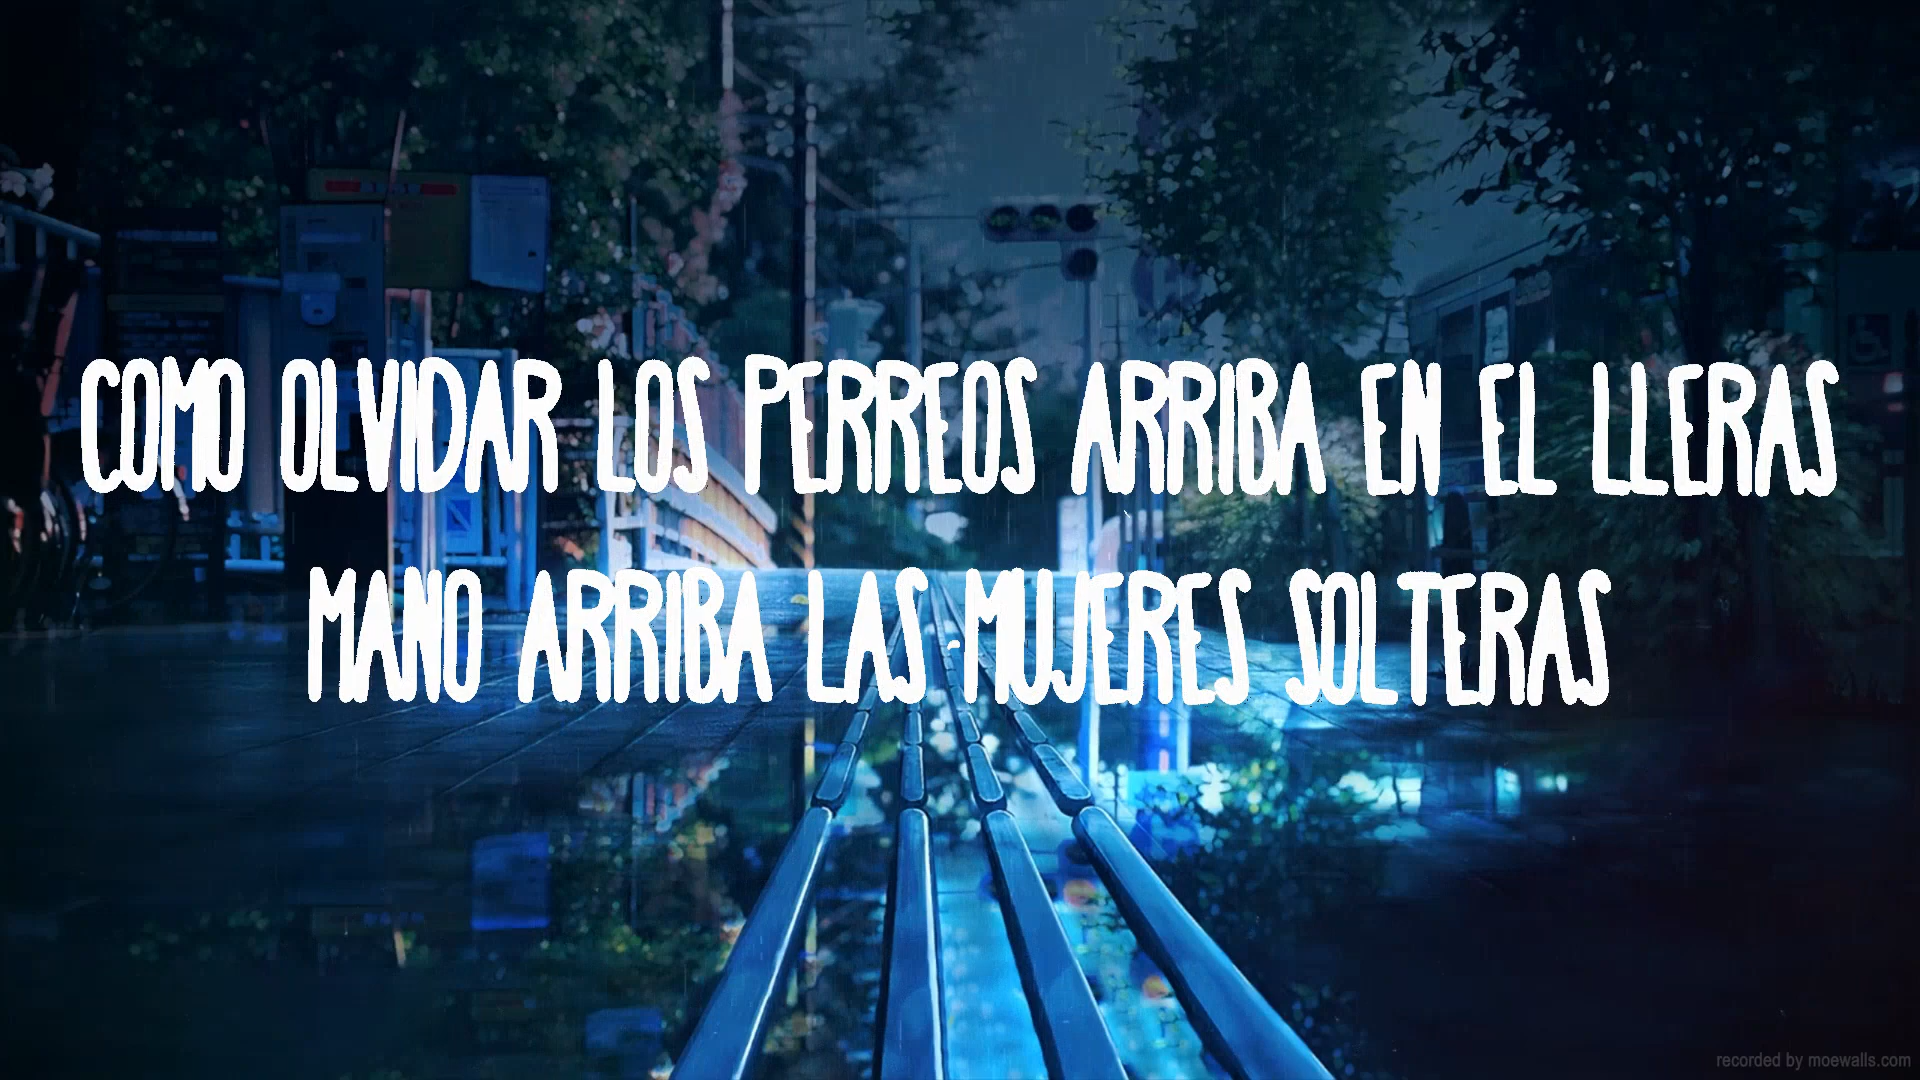 COMO OLVIDAR LOS PERREOS ARRIBA EN EL LLERAS
MANO ARRIBA LAS MUJERES SOLTERAS
recorded by moewalls.com